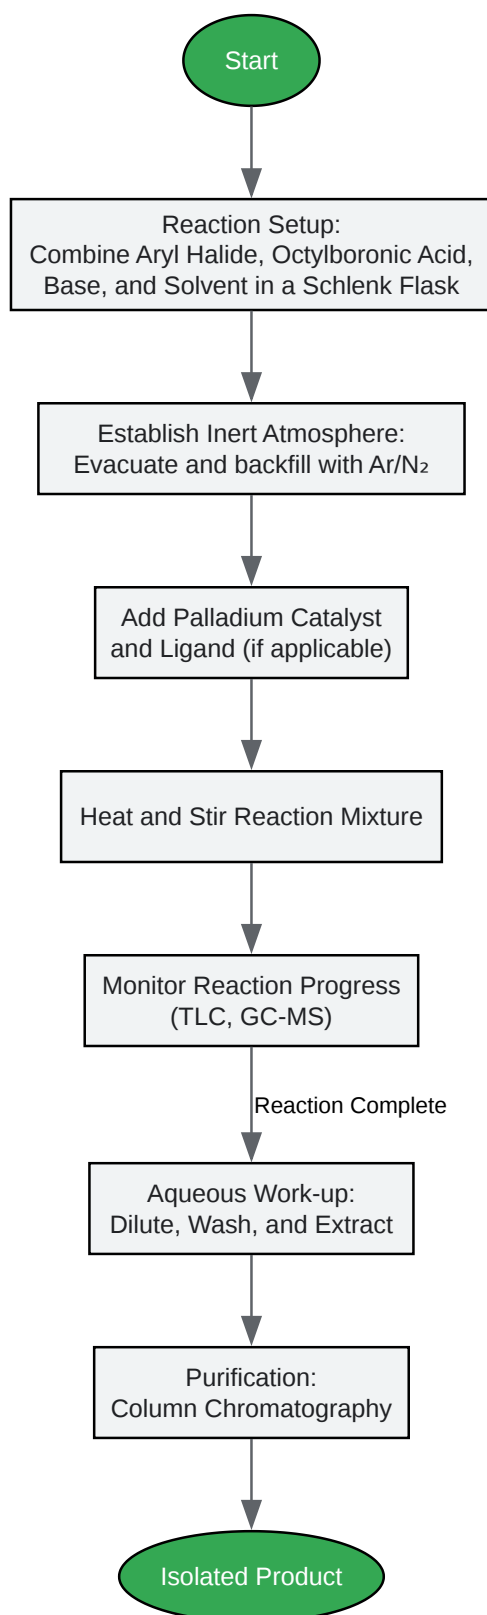 Start
Reaction Setup:
Combine Aryl Halide, Octylboronic Acid,
Base, and Solvent in a Schlenk Flask
Establish Inert Atmosphere:
Evacuate and backfill with Ar/N₂
Add Palladium Catalyst
and Ligand (if applicable)
Heat and Stir Reaction Mixture
Monitor Reaction Progress
(TLC, GC-MS)
Reaction Complete
Aqueous Work-up:
Dilute, Wash, and Extract
Purification:
Column Chromatography
Isolated Product